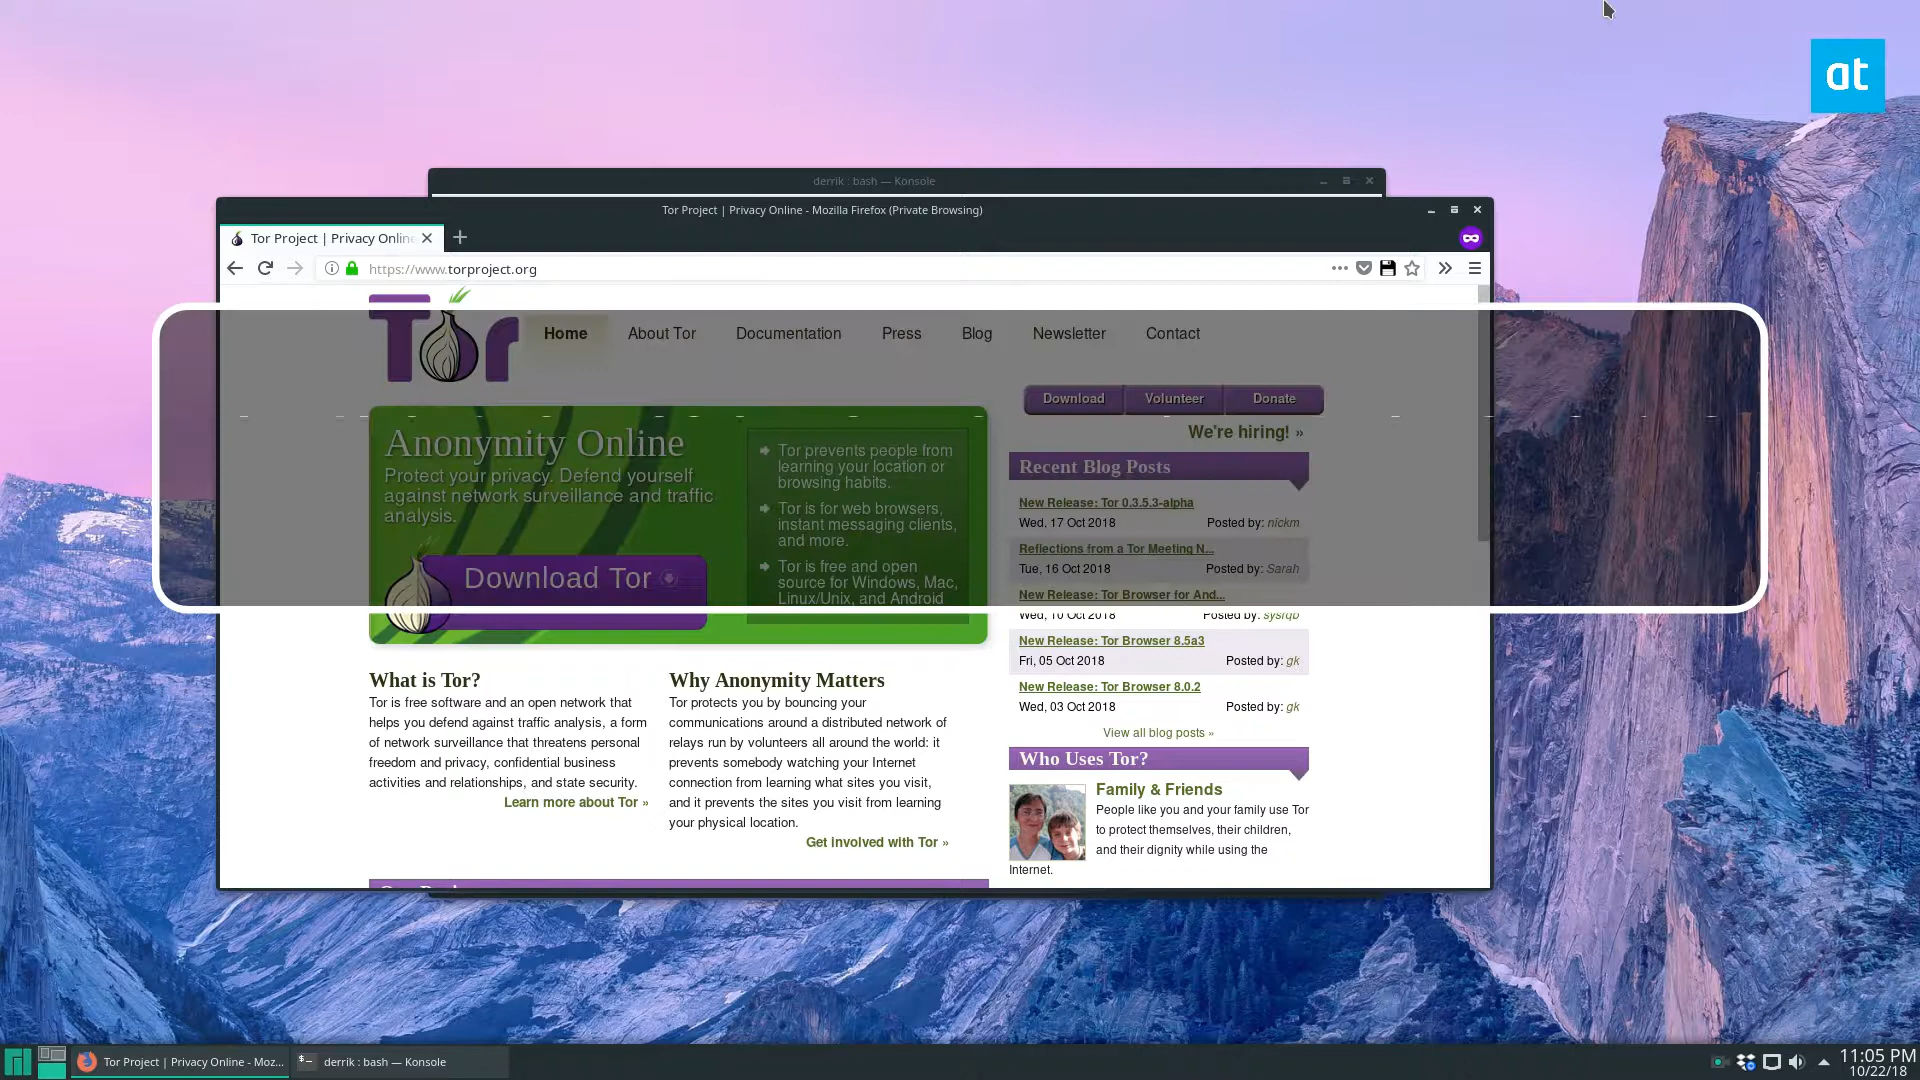 at
derrik : bash — Konsole
Tor Project | Privacy Online - Mozilla Firefox (Private Browsing)
Tor Project | Privacy Online
https://www.torproject.org
Tor
Home
About Tor
Documentation
Press
Blog
Newsletter
Contact
Download
Volunteer
Donate
We're hiring! »
Anonymity Online
Protect your privacy. Defend yourself
against network surveillance and traffic
analysis.
Download Tor
Tor prevents people from
learning your location or
browsing habits.
Tor is for web browsers,
instant messaging clients,
and more.
Tor is free and open
source for Windows, Mac,
Linux/Unix, and Android
Recent Blog Posts
New Release: Tor 0.3.5.3-alpha
Wed, 17 Oct 2018 Posted by: nickm
Reflections from a Tor Meeting N...
Tue, 16 Oct 2018 Posted by: Sarah
New Release: Tor Browser for And...
Wed, 10 Oct 2018 Posted by: sysrqb
New Release: Tor Browser 8.5a3
Fri, 05 Oct 2018 Posted by: gk
New Release: Tor Browser 8.0.2
Wed, 03 Oct 2018 Posted by: gk
View all blog posts »
What is Tor?
Tor is free software and an open network that
helps you defend against traffic analysis, a form
of network surveillance that threatens personal
freedom and privacy, confidential business
activities and relationships, and state security.
Learn more about Tor »
Why Anonymity Matters
Tor protects you by bouncing your
communications around a distributed network of
relays run by volunteers all around the world: it
prevents somebody watching your Internet
connection from learning what sites you visit,
and it prevents the sites you visit from learning
your physical location.
Get involved with Tor »
Who Uses Tor?
Family & Friends
People like you and your family use Tor
to protect themselves, their children,
and their dignity while using the
Internet.
Tor Project | Privacy Online - Moz...
derrik : bash — Konsole
11:05 PM
10/22/18